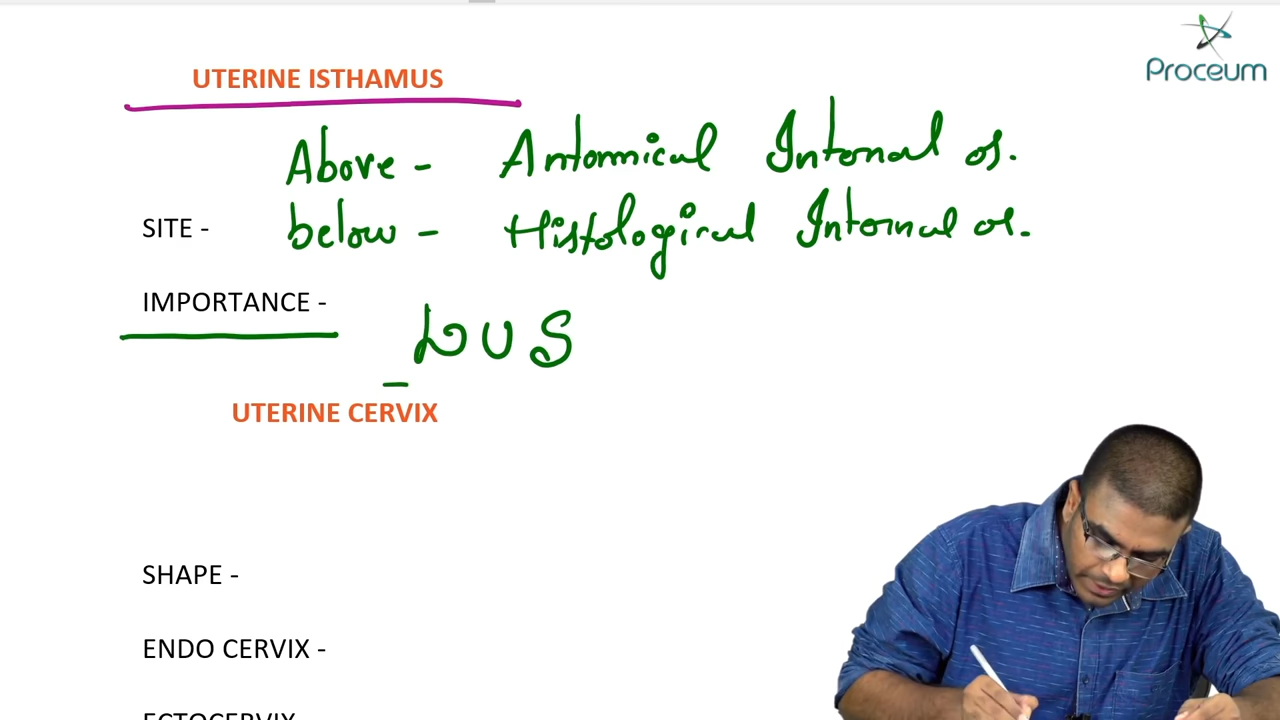 Proceum
UTERINE ISTHAMUS
Above - Antomical Internal os.
SITE - below - Histological Internal os.
IMPORTANCE -
LUS
UTERINE CERVIX
SHAPE -
ENDO CERVIX -
ECTOCERVIX